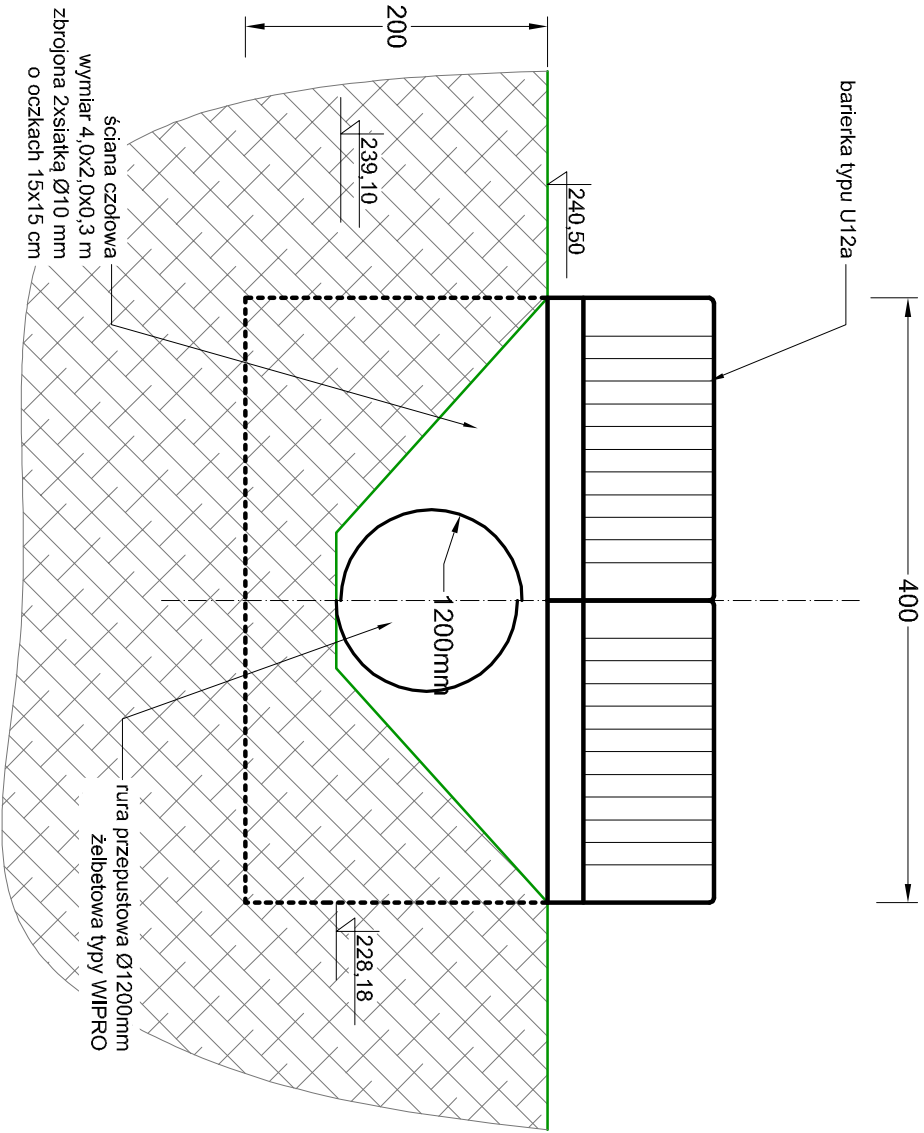 400
barierka typu U12a
240,50
200
239,10
1200mm
228,18
ściana czołowa
wymiar 4,0x2,0x0,3 m
zbrojona 2xsiatką Ø10 mm
o oczkach 15x15 cm
rura przepustowa Ø1200mm
żelbetowa typy WIPRO